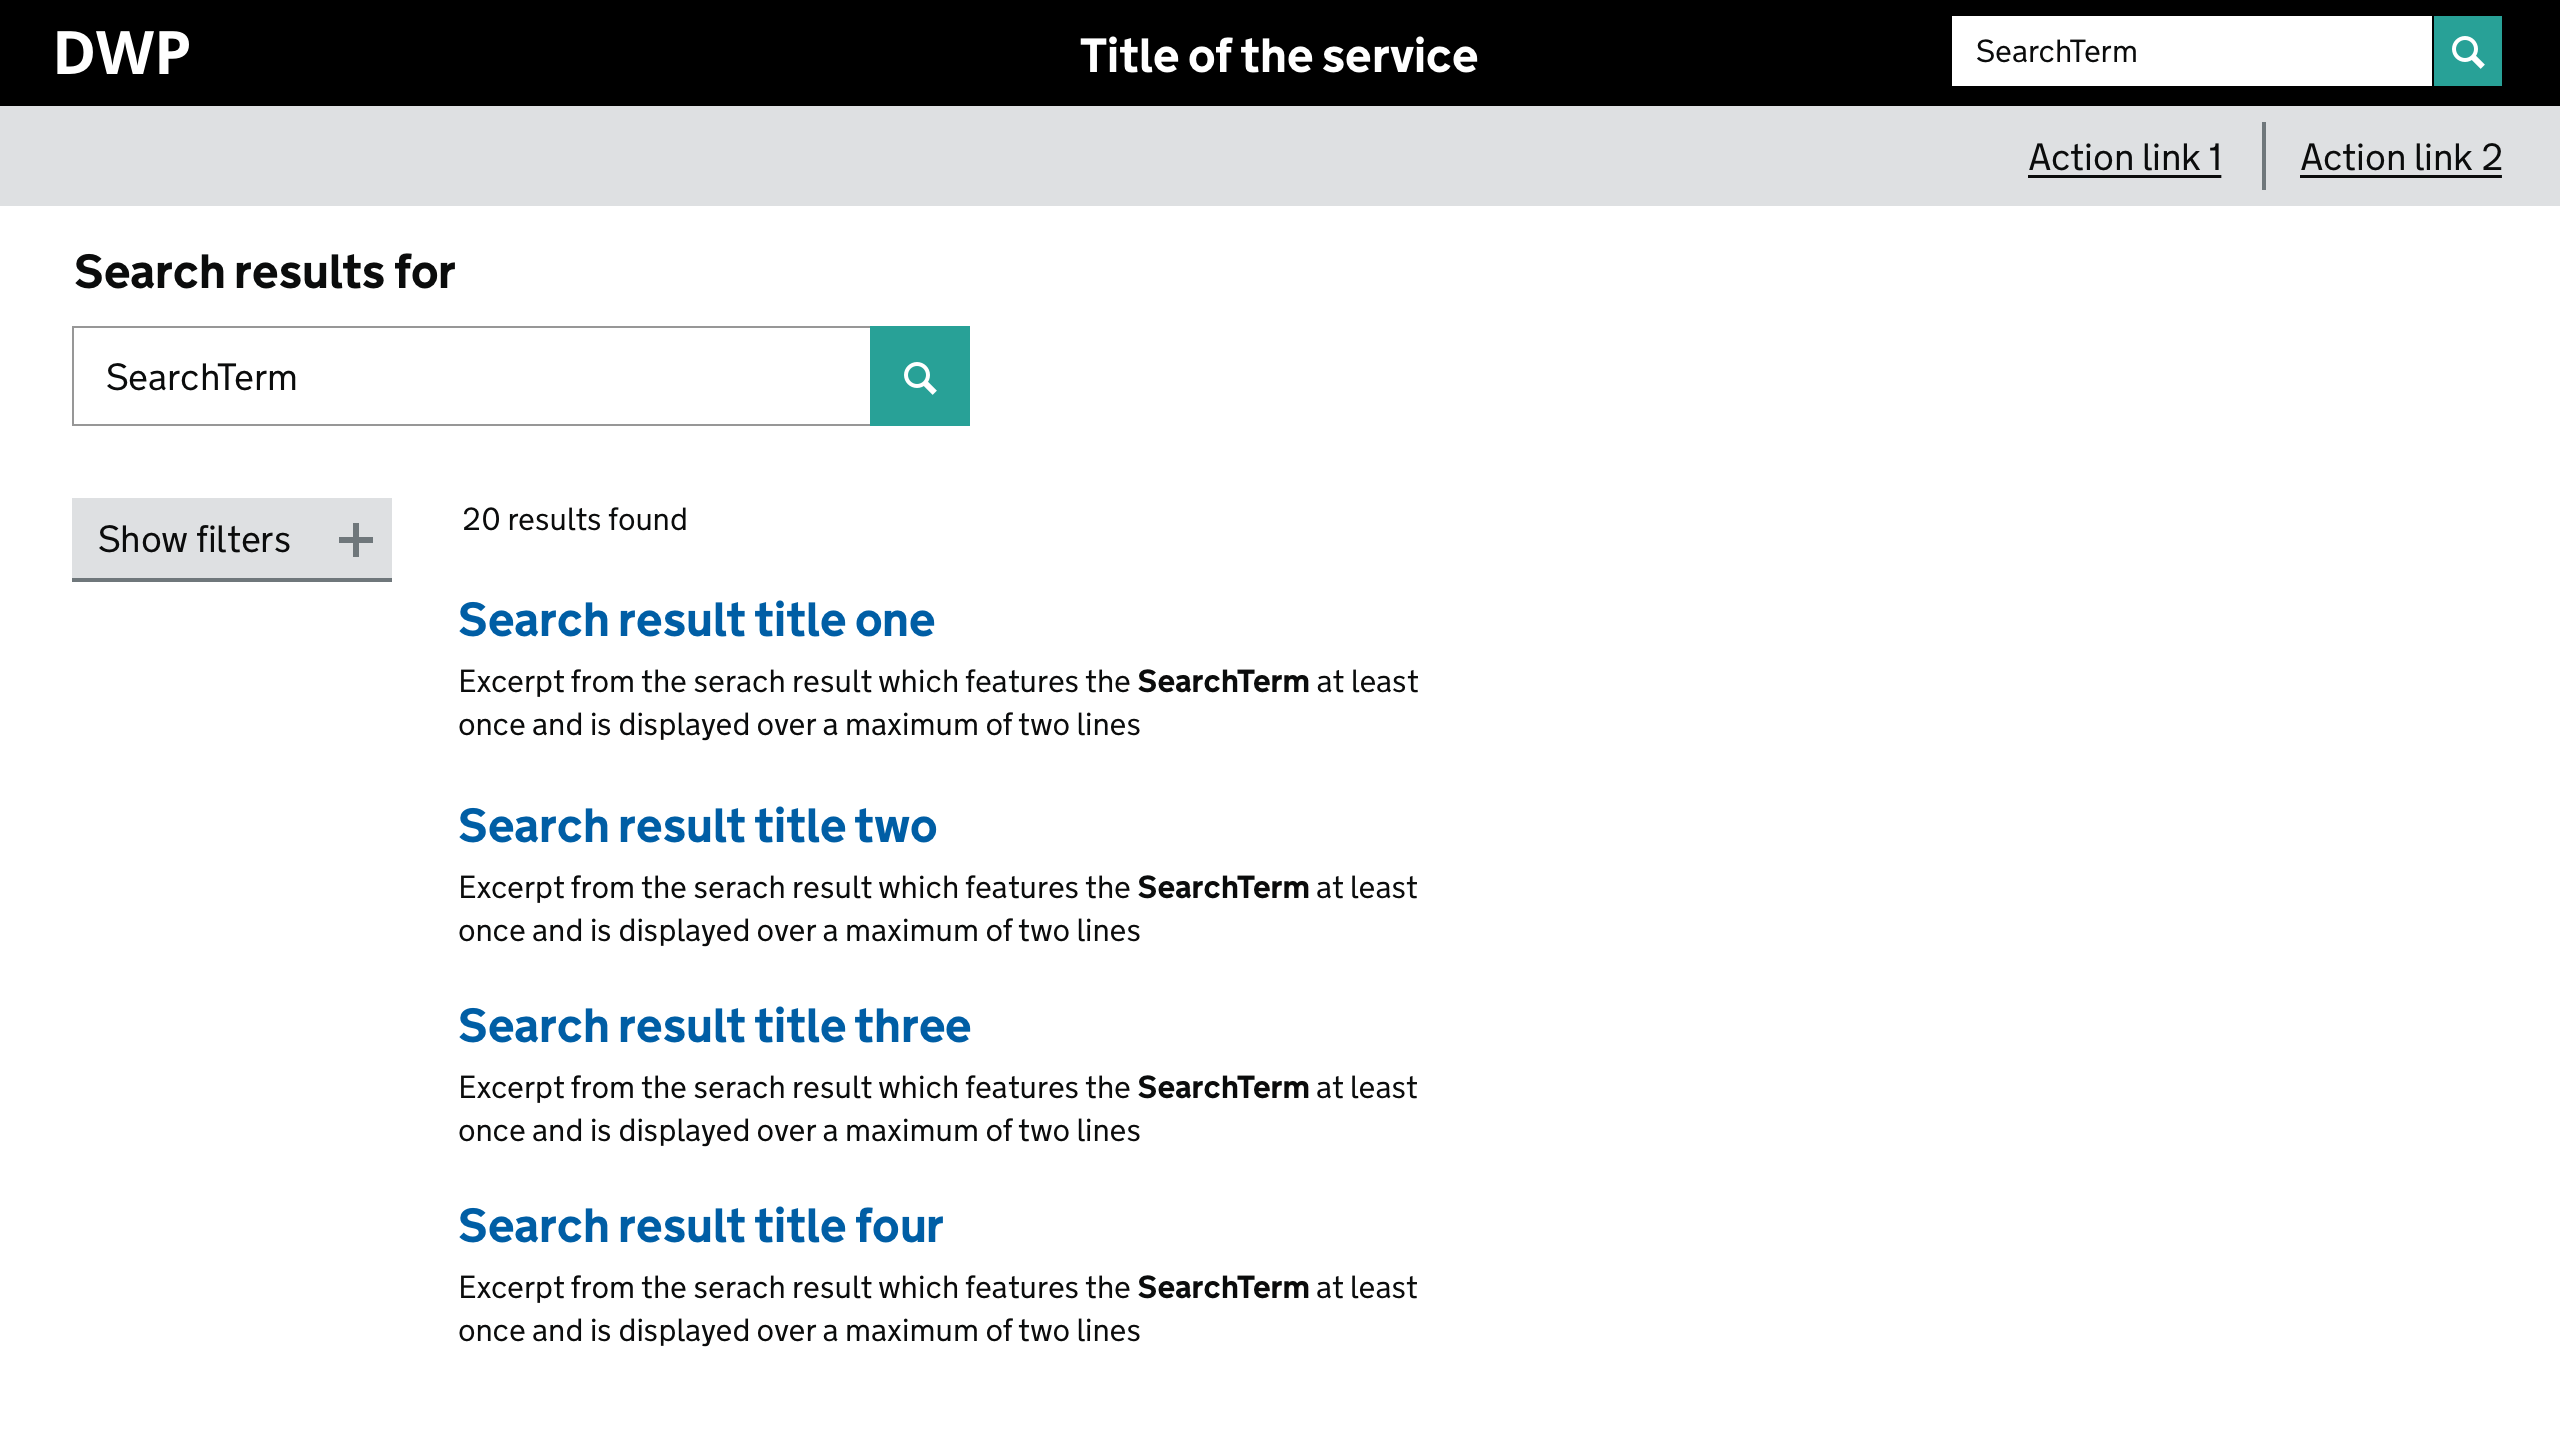 DWP
Title of the service
SearchTerm
Action link 1
Action link 2
Search results for
SearchTerm
Show filters
20 results found
Search result title one
Excerpt from the serach result which features the SearchTerm at least
once and is displayed over a maximum of two lines
Search result title two
Excerpt from the serach result which features the SearchTerm at least
once and is displayed over a maximum of two lines
Search result title three
Excerpt from the serach result which features the SearchTerm at least
once and is displayed over a maximum of two lines
Search result title four
Excerpt from the serach result which features the SearchTerm at least
once and is displayed over a maximum of two lines